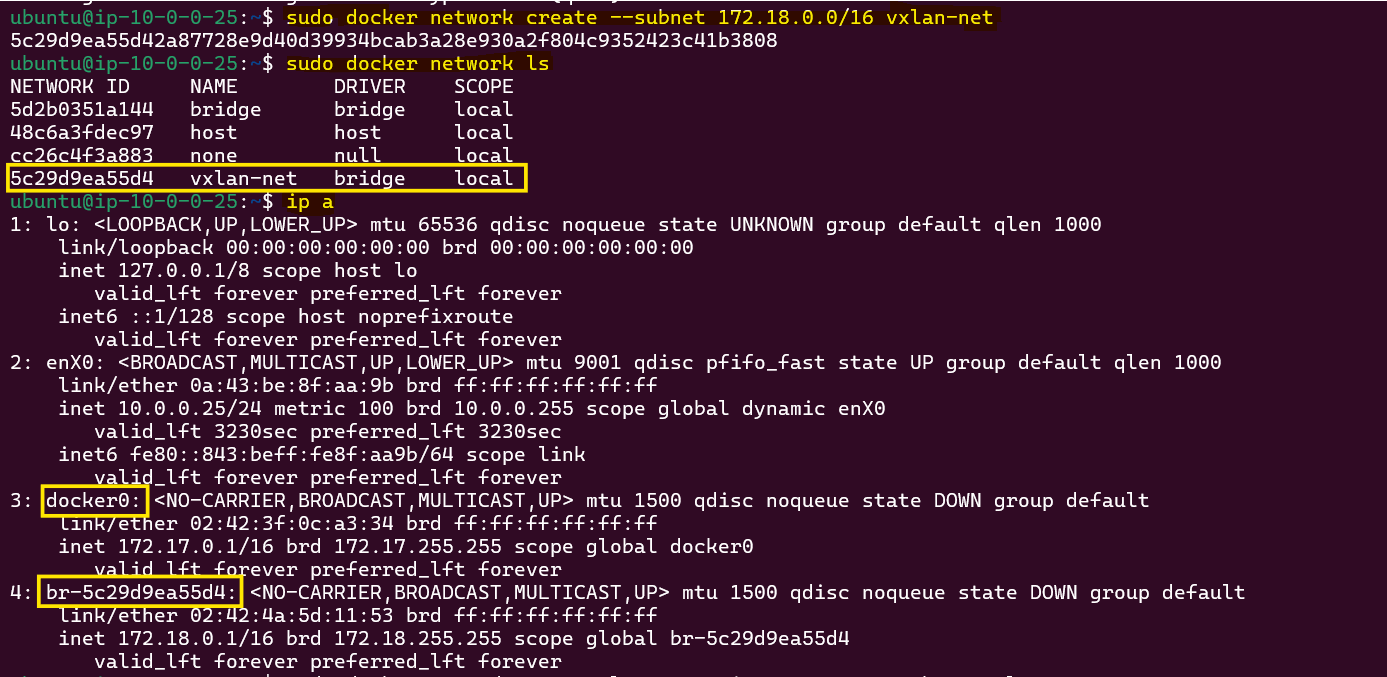 ubuntu@ip-10-0-0-25:~$ sudo docker network create --subnet 172.18.0.0/16 vxlan-net
5c29d9ea55d42a87728e9d40d39934bcab3a28e930a2f804c9352423c41b3808
ubuntu@ip-10-0-0-25:~$ sudo docker network ls
NETWORK ID     NAME        DRIVER    SCOPE
5d2b0351a144   bridge      bridge    local
48c6a3fdec97   host        host      local
cc26c4f3a883   none        null      local
5c29d9ea55d4   vxlan-net   bridge    local
ubuntu@ip-10-0-0-25:~$ ip a
1: lo: <LOOPBACK,UP,LOWER_UP> mtu 65536 qdisc noqueue state UNKNOWN group default qlen 1000
    link/loopback 00:00:00:00:00:00 brd 00:00:00:00:00:00
    inet 127.0.0.1/8 scope host lo
       valid_lft forever preferred_lft forever
    inet6 ::1/128 scope host noprefixroute
       valid_lft forever preferred_lft forever
2: enX0: <BROADCAST,MULTICAST,UP,LOWER_UP> mtu 9001 qdisc pfifo_fast state UP group default qlen 1000
    link/ether 0a:43:be:8f:aa:9b brd ff:ff:ff:ff:ff:ff
    inet 10.0.0.25/24 metric 100 brd 10.0.0.255 scope global dynamic enX0
       valid_lft 3230sec preferred_lft 3230sec
    inet6 fe80::843:beff:fe8f:aa9b/64 scope link
       valid_lft forever preferred_lft forever
3: docker0: <NO-CARRIER,BROADCAST,MULTICAST,UP> mtu 1500 qdisc noqueue state DOWN group default
    link/ether 02:42:3f:0c:a3:34 brd ff:ff:ff:ff:ff:ff
    inet 172.17.0.1/16 brd 172.17.255.255 scope global docker0
       valid_lft forever preferred_lft forever
4: br-5c29d9ea55d4: <NO-CARRIER,BROADCAST,MULTICAST,UP> mtu 1500 qdisc noqueue state DOWN group default
    link/ether 02:42:4a:5d:11:53 brd ff:ff:ff:ff:ff:ff
    inet 172.18.0.1/16 brd 172.18.255.255 scope global br-5c29d9ea55d4
       valid_lft forever preferred_lft forever